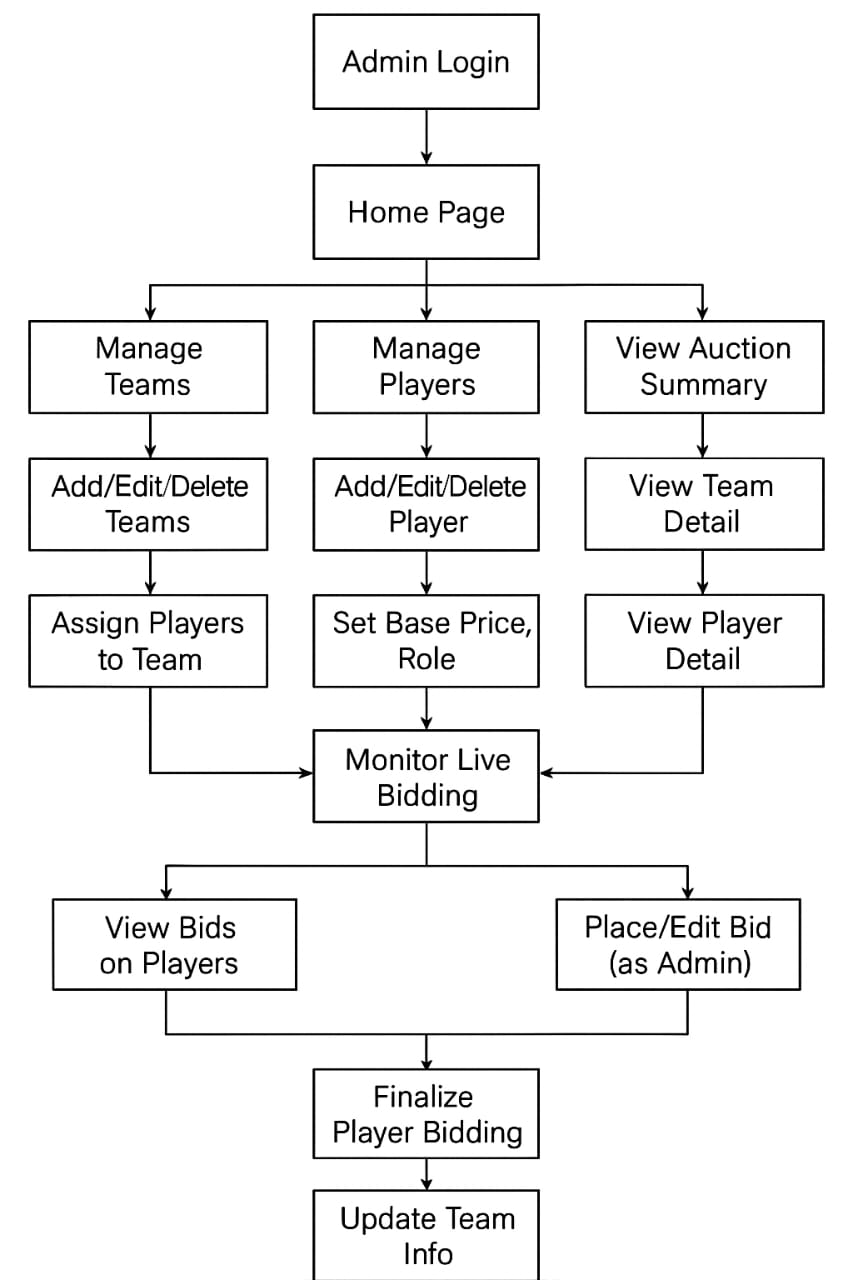 Admin Login
Home Page
Manage
Teams
Manage
Players
View Auction
Summary
Add/Edit/Delete
Teams
Add/Edit/Delete
Player
View Team
Detail
Assign Players
to Team
Set Base Price,
Role
View Player
Detail
Monitor Live
Bidding
View Bids
on Players
Place/Edit Bid
(as Admin)
Finalize
Player Bidding
Update Team
Info